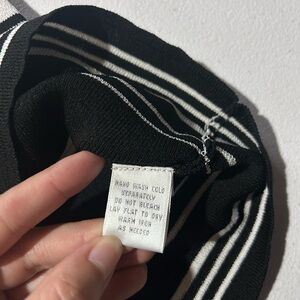 HAND WASH COLD
SEPARATELY
DO NOT BLEACH
LAY FLAT TO DRY
WARM IRON
AS NEEDED